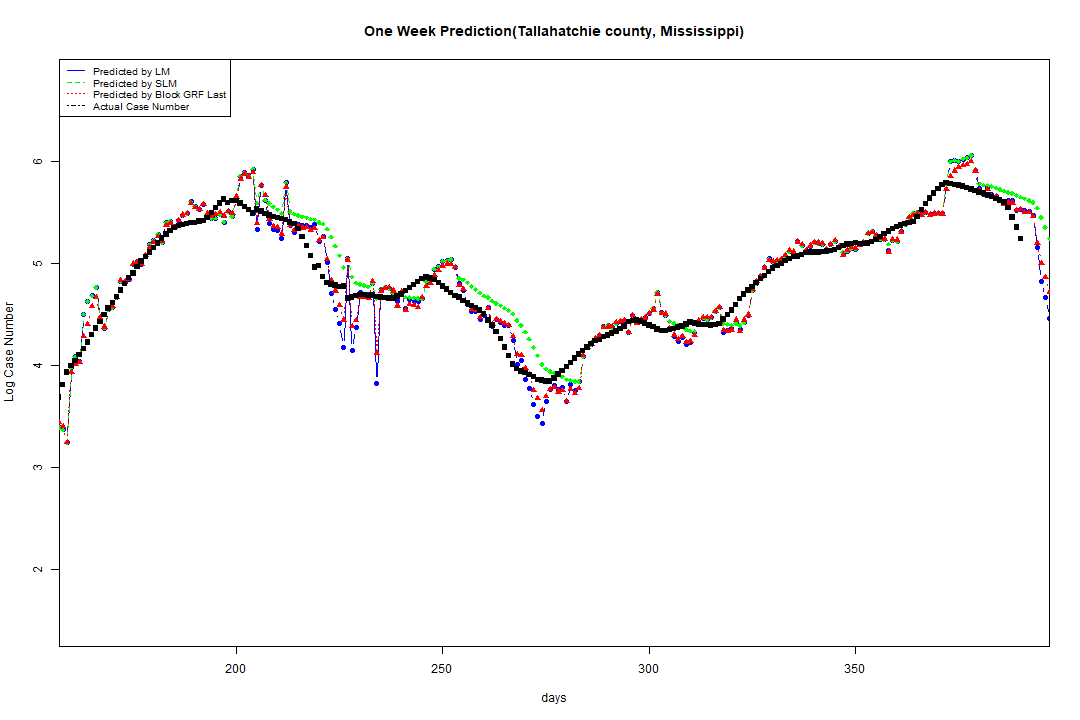 One Week Prediction(Tallahatchie county, Mississippi)
Predicted by LM
Predicted by SLM
Predicted by Block GRF Last
Actual Case Number
Log Case Number
6
5
4
3
2
200
250
300
350
days